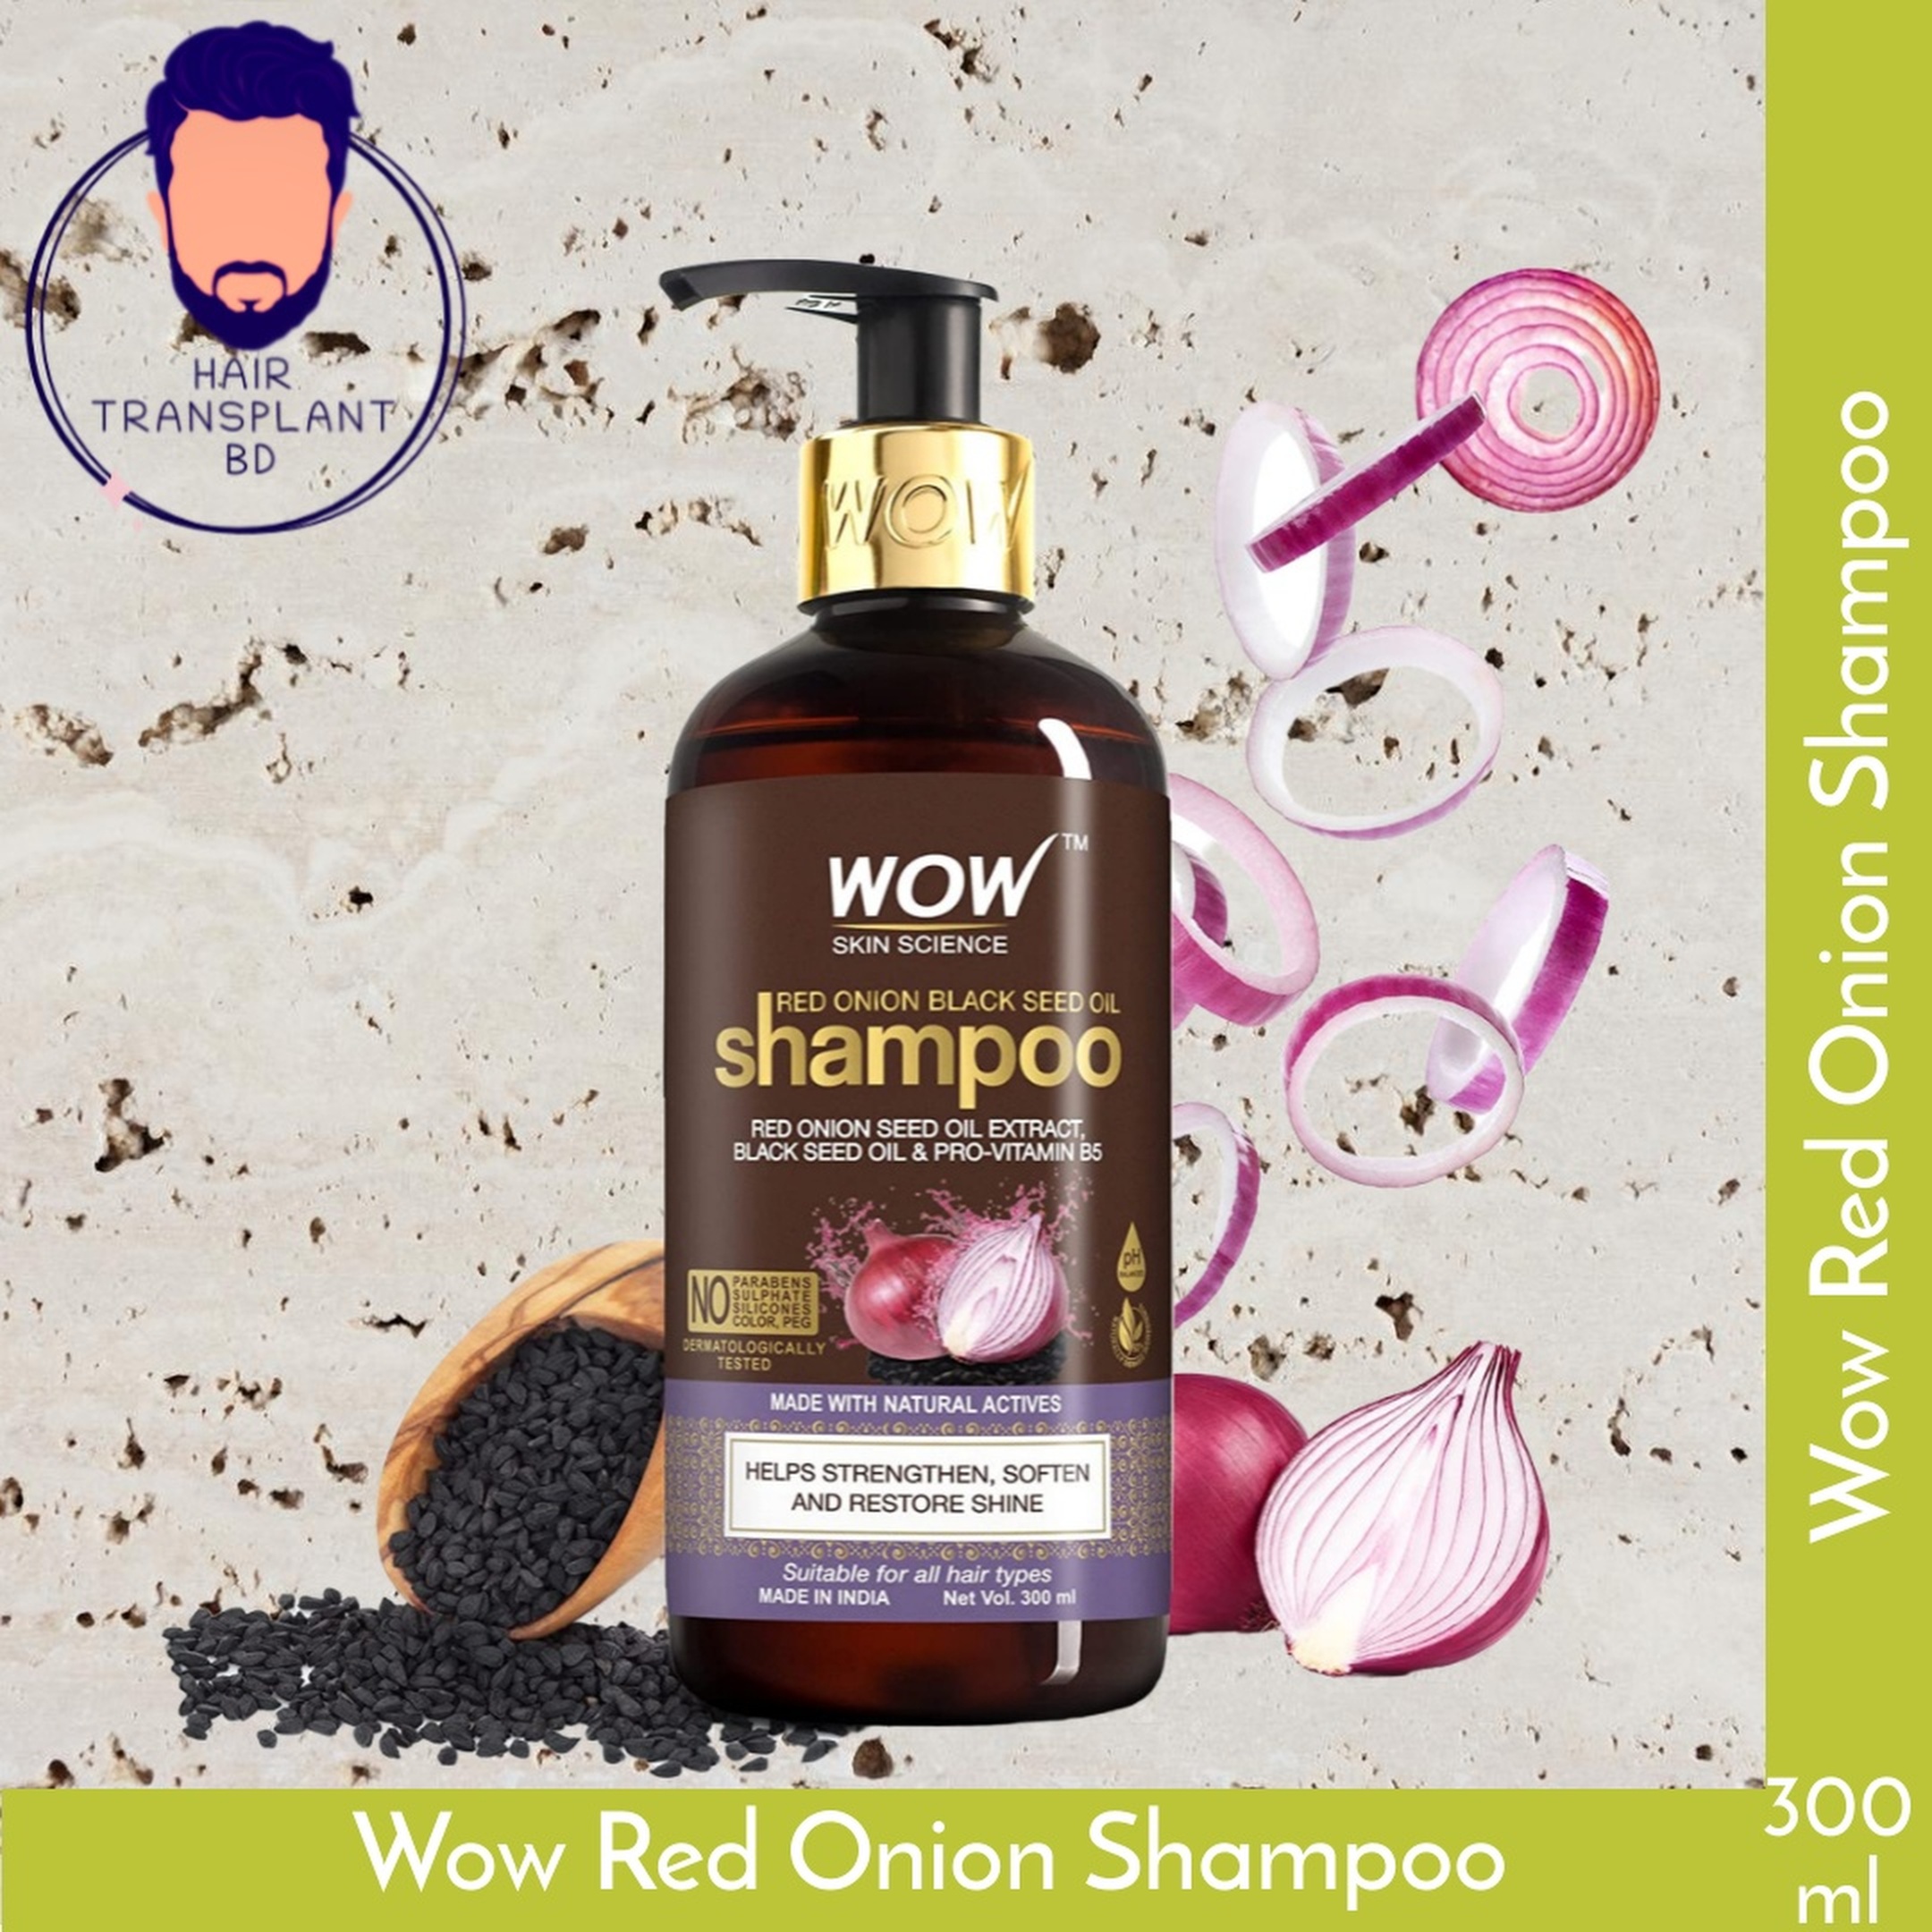 HAIR
TRANSPLANT
BD
WOW
WOW™
SKIN SCIENCE
RED ONION BLACK SEED OIL
shampoo
RED ONION SEED OIL EXTRACT,
BLACK SEED OIL & PRO-VITAMIN B5
pH
NO
PARABENS
SULPHATE
SILICONES
COLOR, PEG
DERMATOLOGICALLY
TESTED
MADE WITH NATURAL ACTIVES
HELPS STRENGTHEN, SOFTEN
AND RESTORE SHINE
Suitable for all hair types
MADE IN INDIA Net Vol. 300 ml
Wow Red Onion Shampoo
Wow Red Onion Shampoo
300
ml